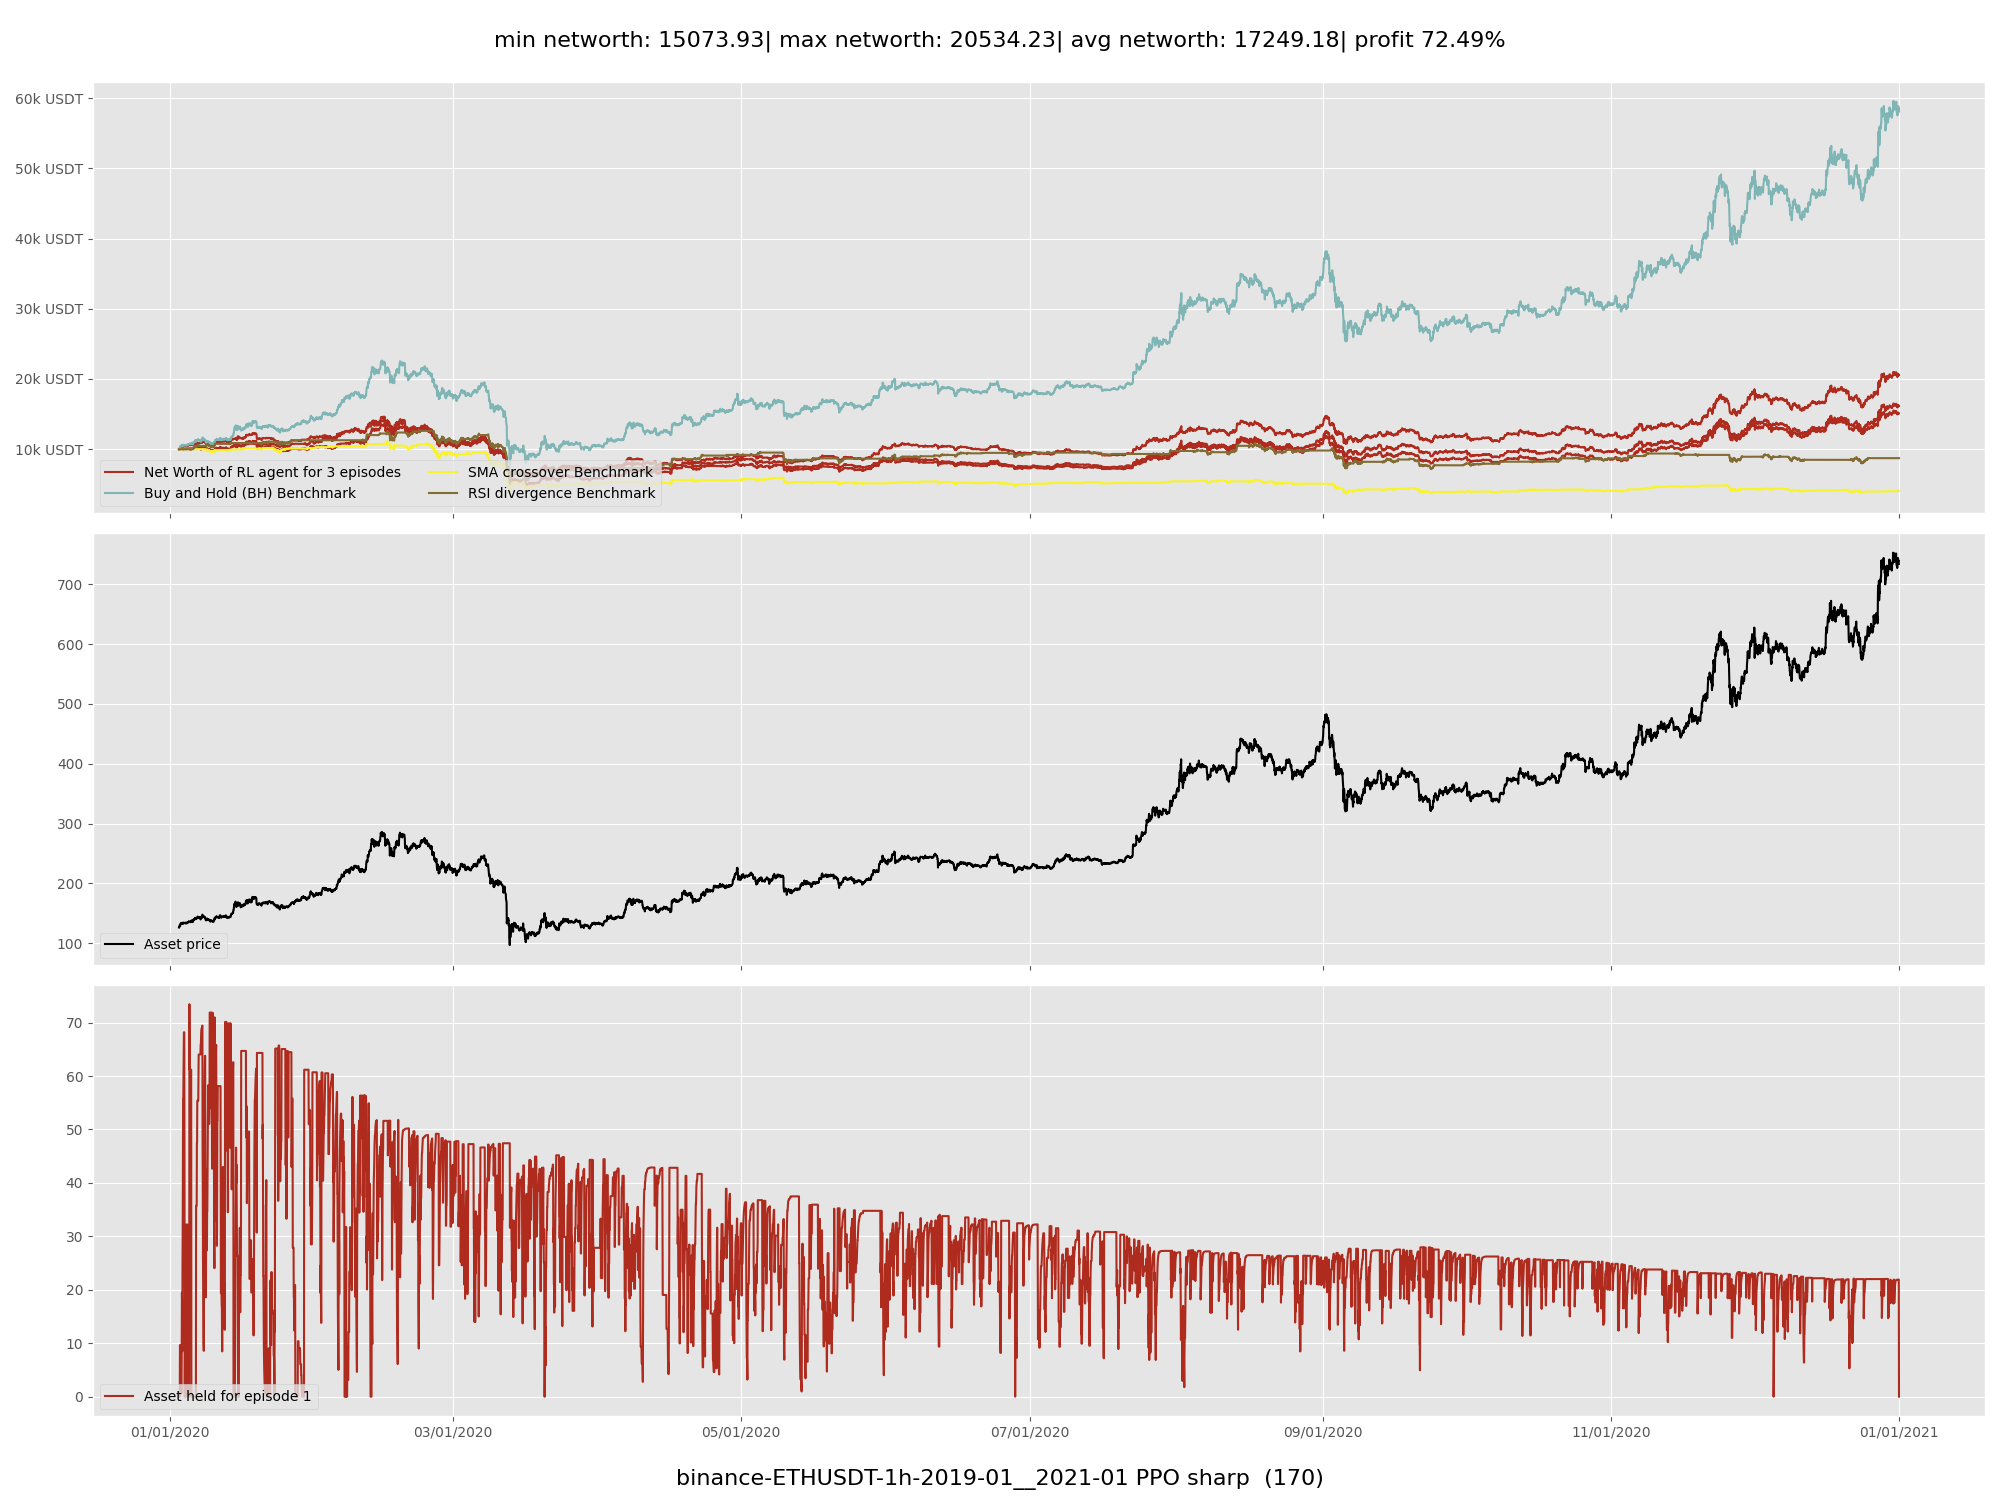 min networth: 15073.93| max networth: 20534.23| avg networth: 17249.18| profit 72.49%
60k USDT
50k USDT
40k USDT
30k USDT
20k USDT
10k USDT
Net Worth of RL agent for 3 episodes
Buy and Hold (BH) Benchmark
SMA crossover Benchmark
RSI divergence Benchmark
700
600
500
400
300
200
100
Asset price
70
60
50
40
30
20
10
0
Asset held for episode 1
01/01/2020
03/01/2020
05/01/2020
07/01/2020
09/01/2020
11/01/2020
01/01/2021
binance-ETHUSDT-1h-2019-01__2021-01 PPO sharp  (170)